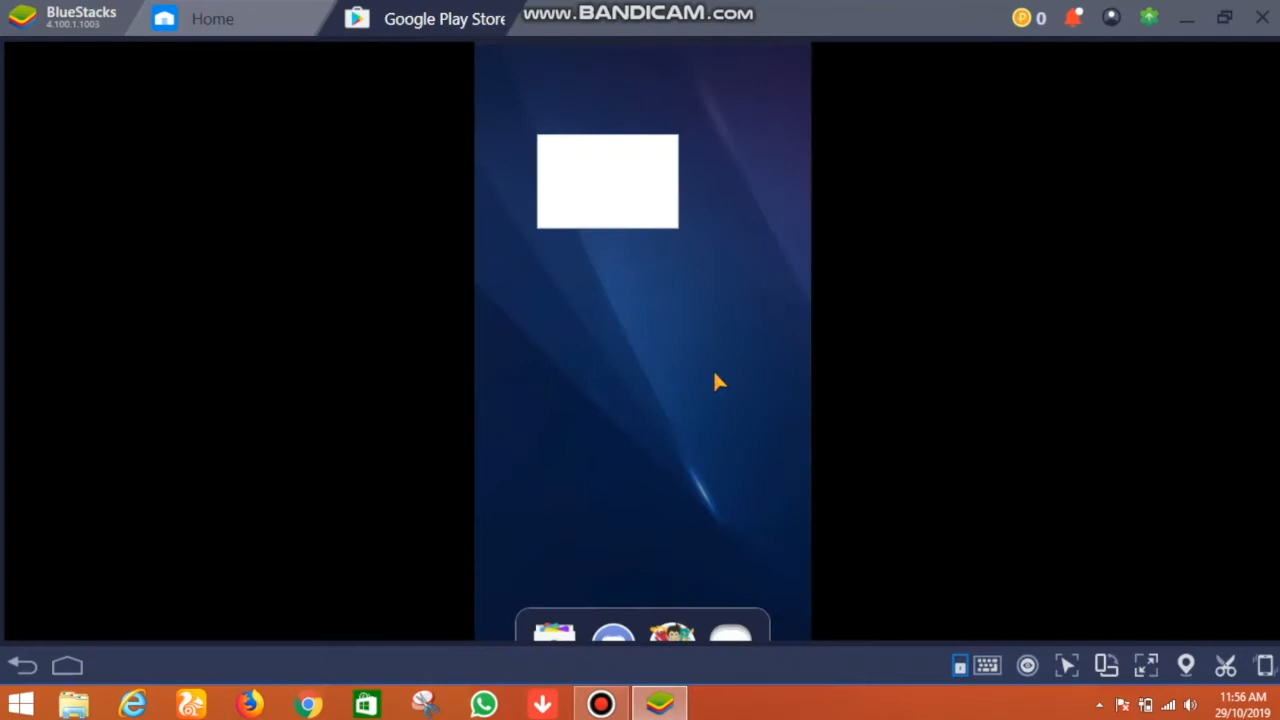 BlueStacks
4.100.1.1003
Home
Google Play Store
www.BANDICAM.com
0
11:56 AM
29/10/2019